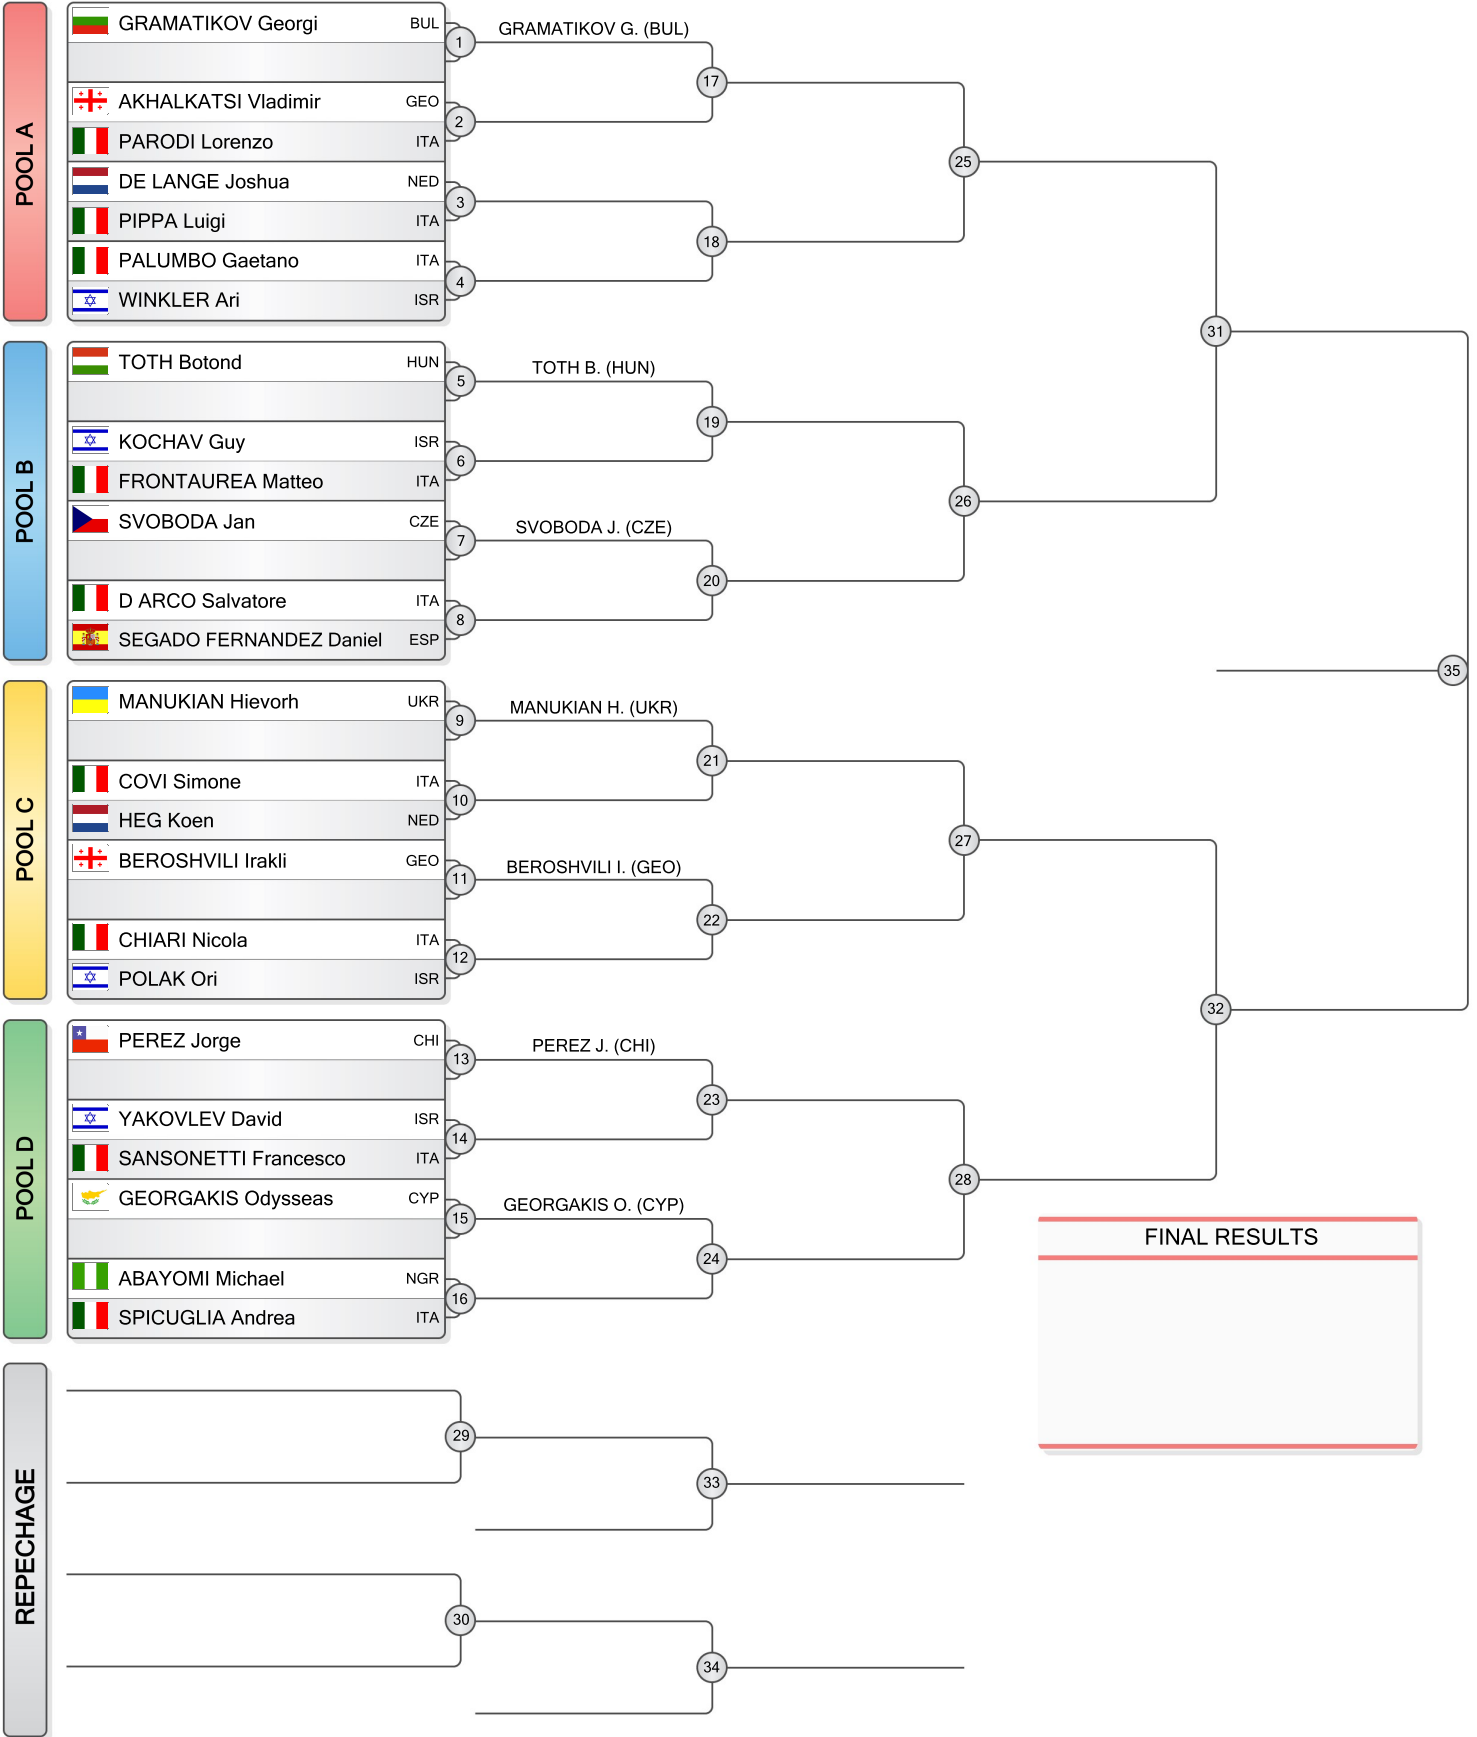 POOL A
GRAMATIKOV Georgi BUL
1
GRAMATIKOV G. (BUL)
17
AKHALKATSI Vladimir GEO
2
PARODI Lorenzo ITA
25
DE LANGE Joshua NED
3
PIPPA Luigi ITA
18
PALUMBO Gaetano ITA
4
WINKLER Ari ISR
31
POOL B
TOTH Botond HUN
5
TOTH B. (HUN)
19
KOCHAV Guy ISR
6
FRONTAUREA Matteo ITA
26
SVOBODA Jan CZE
7
SVOBODA J. (CZE)
20
D ARCO Salvatore ITA
8
SEGADO FERNANDEZ Daniel ESP
35
POOL C
MANUKIAN Hievorh UKR
9
MANUKIAN H. (UKR)
21
COVI Simone ITA
10
HEG Koen NED
27
BEROSHVILI Irakli GEO
11
BEROSHVILI I. (GEO)
22
CHIARI Nicola ITA
12
POLAK Ori ISR
32
POOL D
PEREZ Jorge CHI
13
PEREZ J. (CHI)
23
YAKOVLEV David ISR
14
SANSONETTI Francesco ITA
28
GEORGAKIS Odysseas CYP
15
GEORGAKIS O. (CYP)
24
ABAYOMI Michael NGR
16
SPICUGLIA Andrea ITA
FINAL RESULTS
REPECHAGE
29
33
30
34